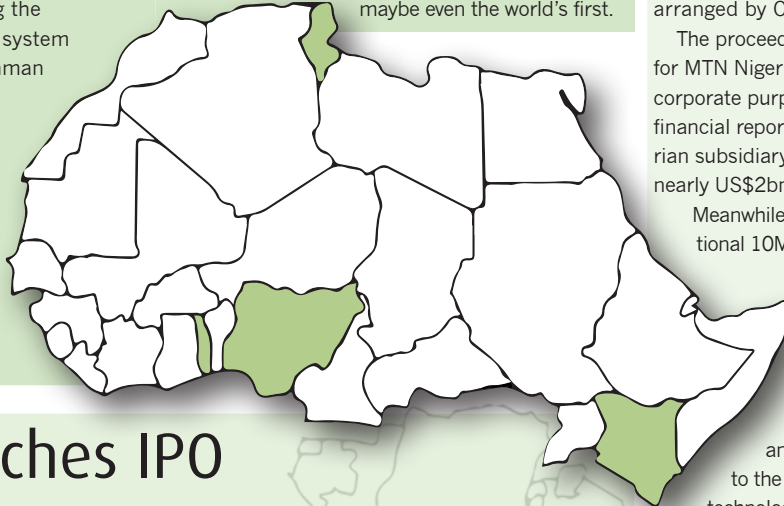 g the
system
man
maybe even the world's first.
ches IPO
arranged by
The proceed
for MTN Niger
corporate purp
financial repor
rian subsidiary
nearly US$2bn
Meanwhile
tional 10M
an
to the